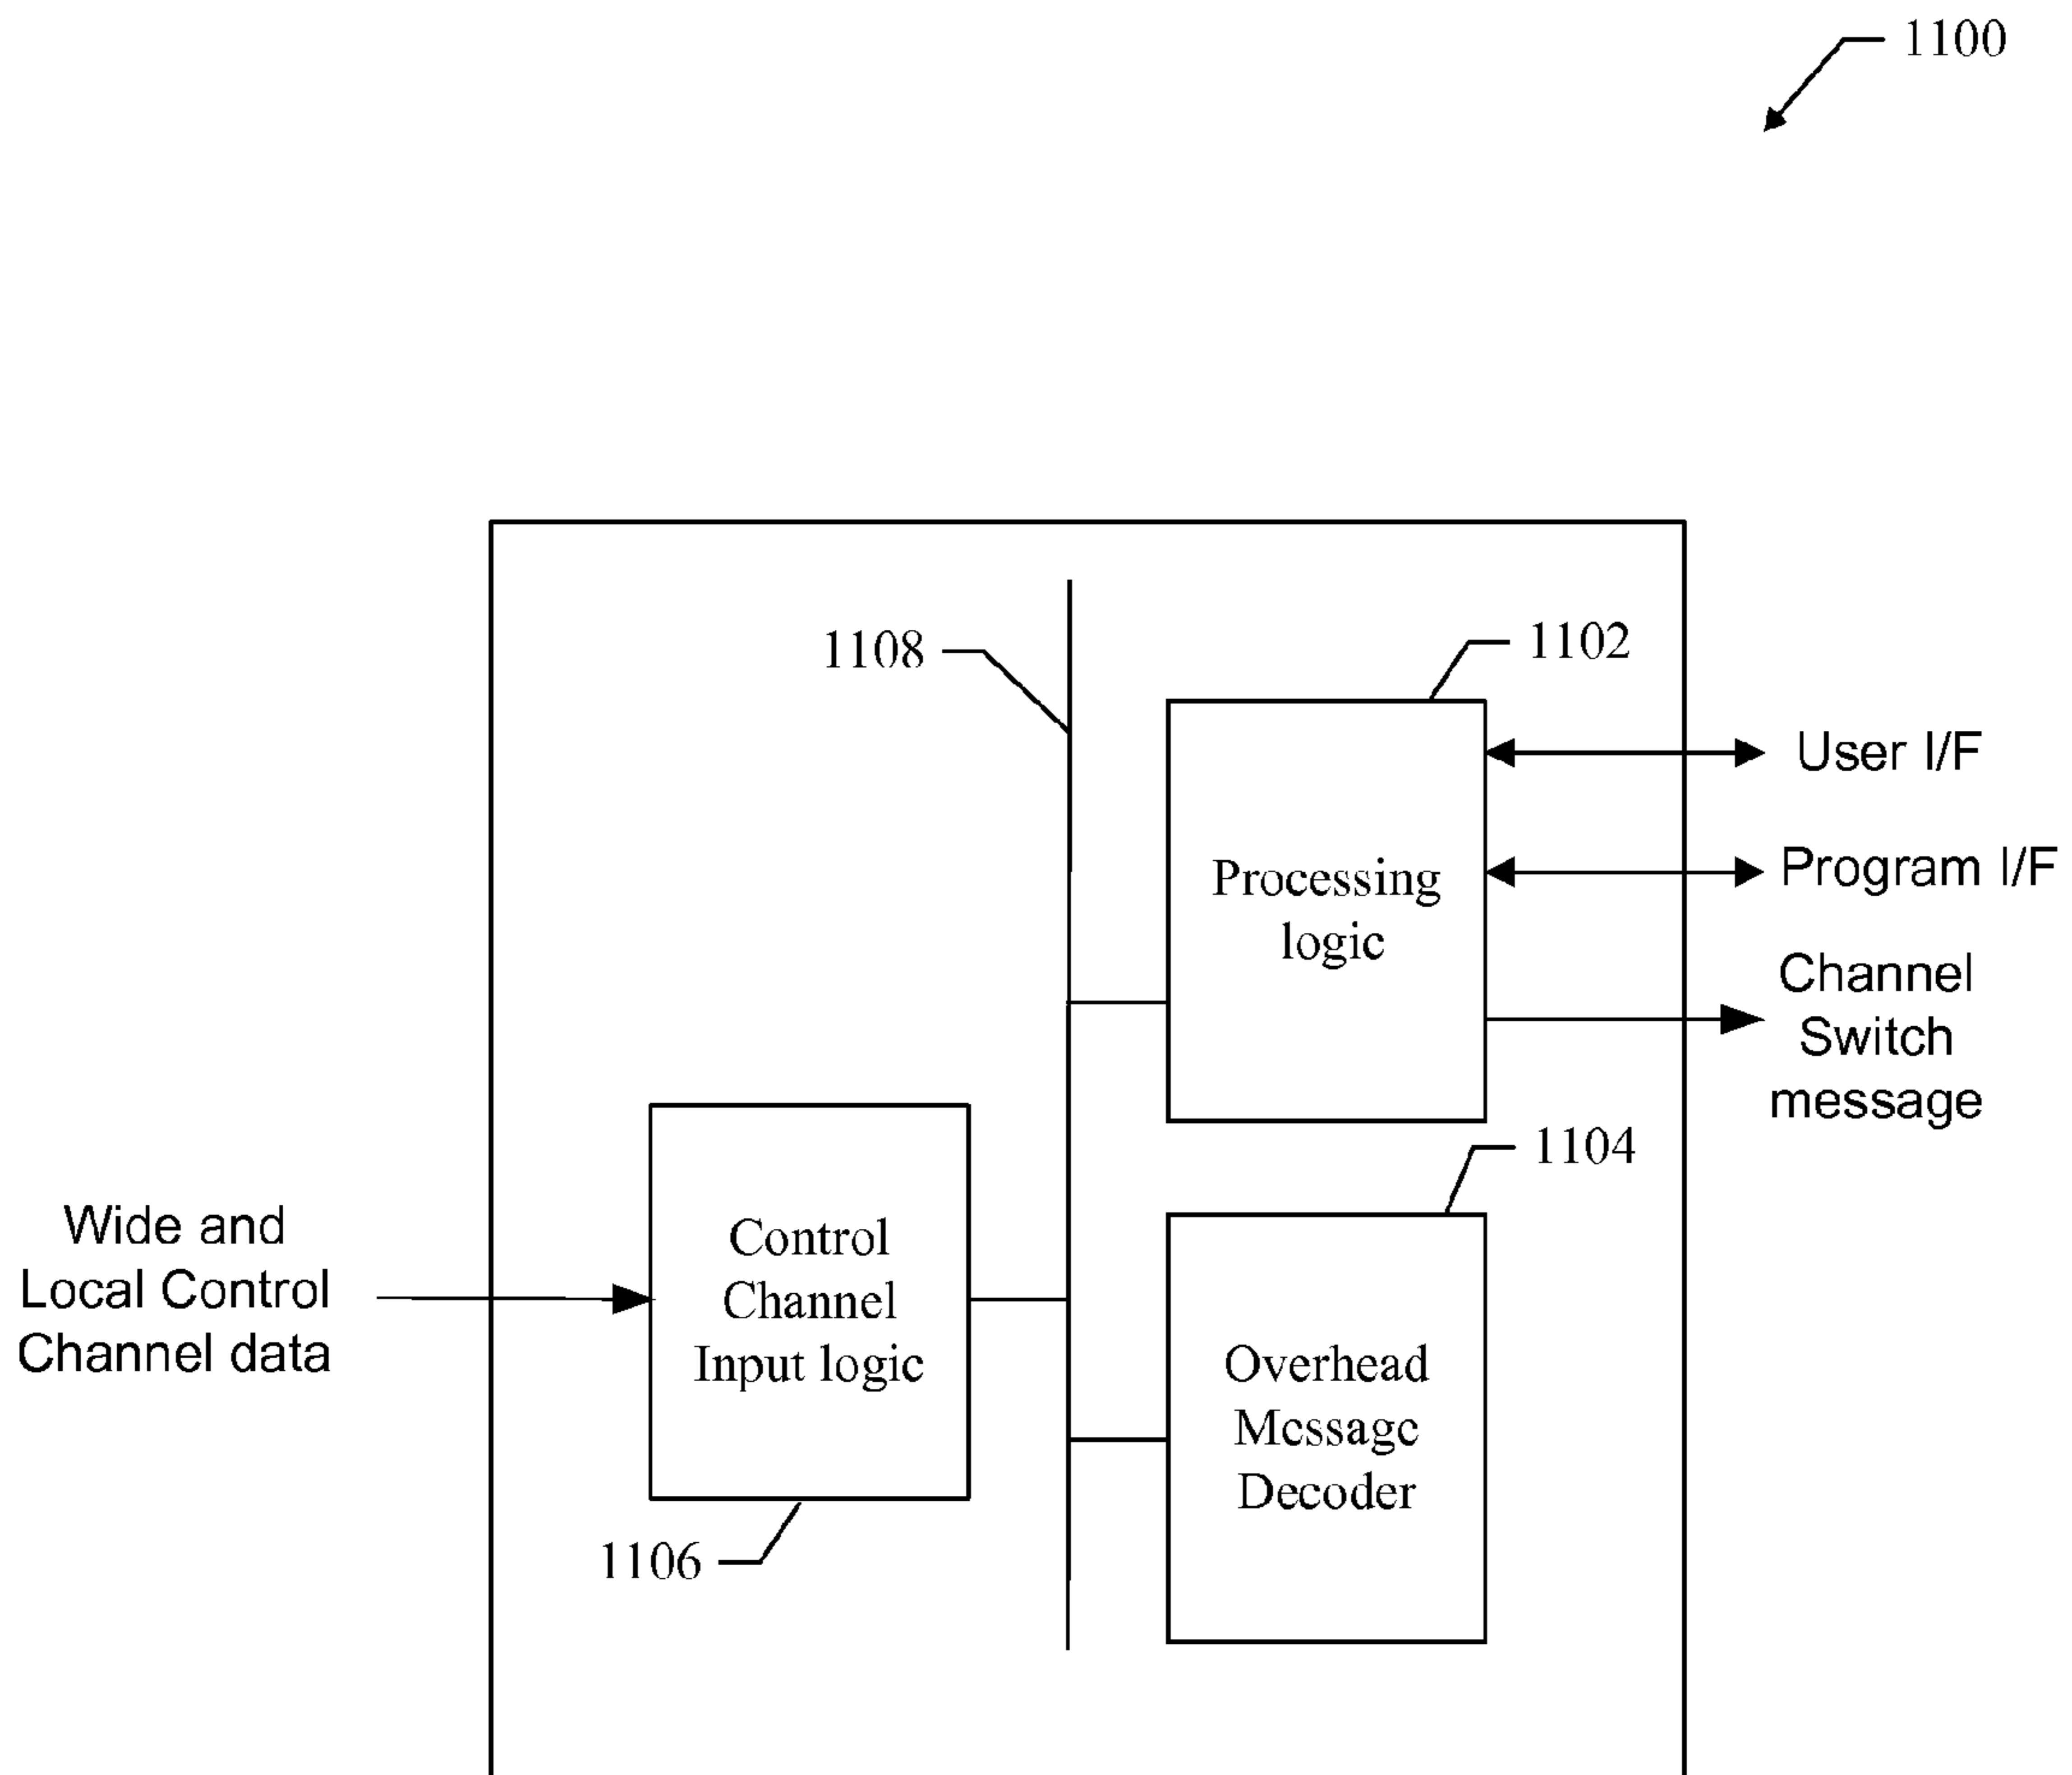 1100
1108
1102
User I/F
Program I/F
Processing
logic
Channel
Switch
message
1104
Wide and
Local Control
Channel data
Control
Channel
Input logic
Overhead
Message
Decoder
1106